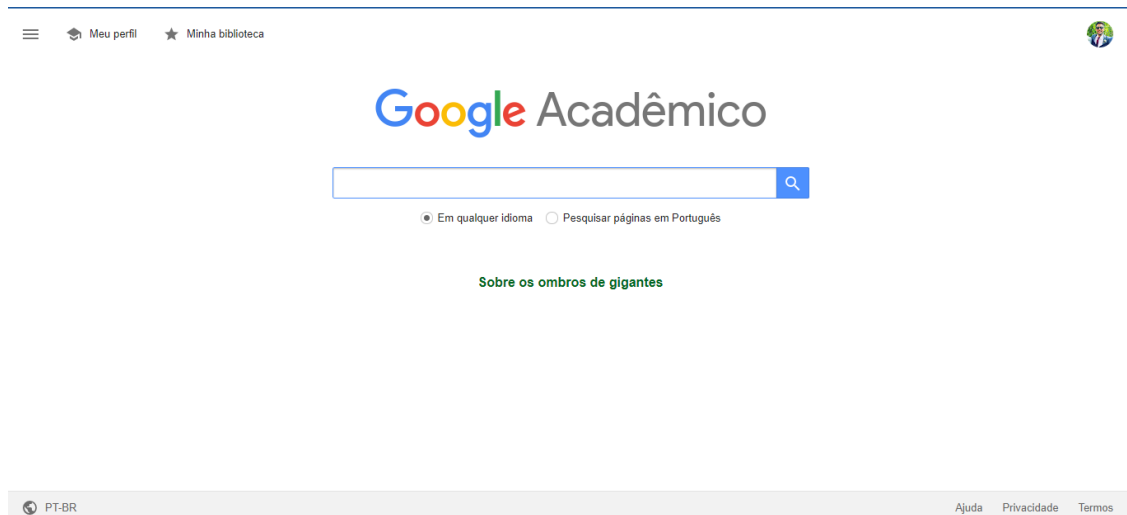 Meu perfil Minha biblioteca
Google Acadêmico
Em qualquer idioma Pesquisar páginas em Português
Sobre os ombros de gigantes
PT-BR Ajuda Privacidade Termos